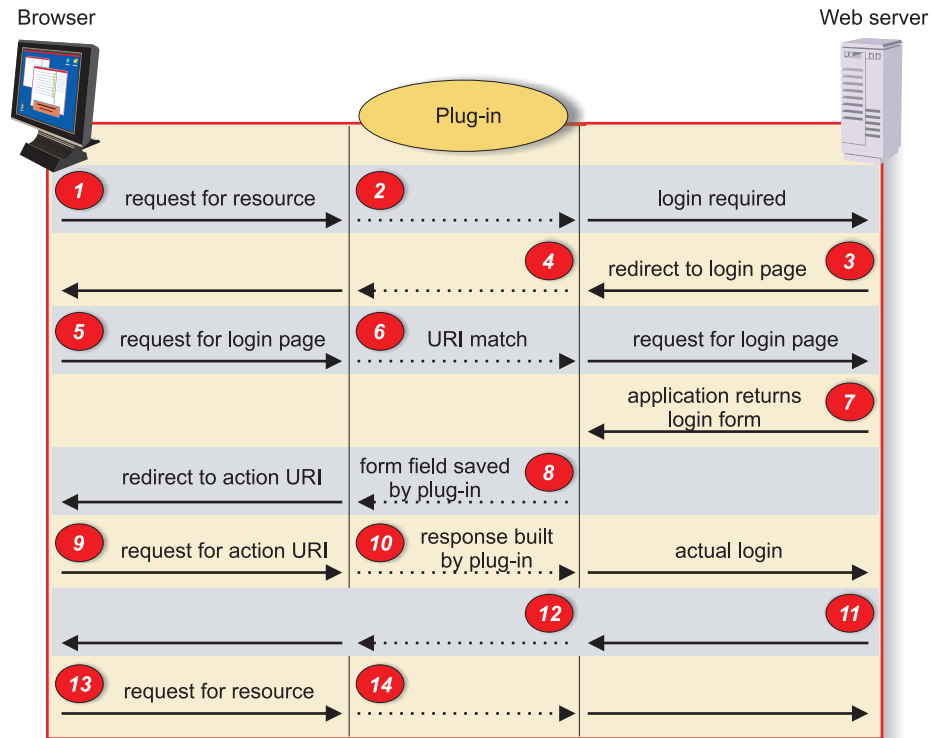 Browser
Web server
Plug-in
1
request for resource
2
login required
4
redirect to login page
3
5
request for login page
6
URI match
request for login page
application returns
login form
7
redirect to action URI
form field saved
by plug-in
8
9
request for action URI
10
response built
by plug-in
actual login
12
11
13
request for resource
14